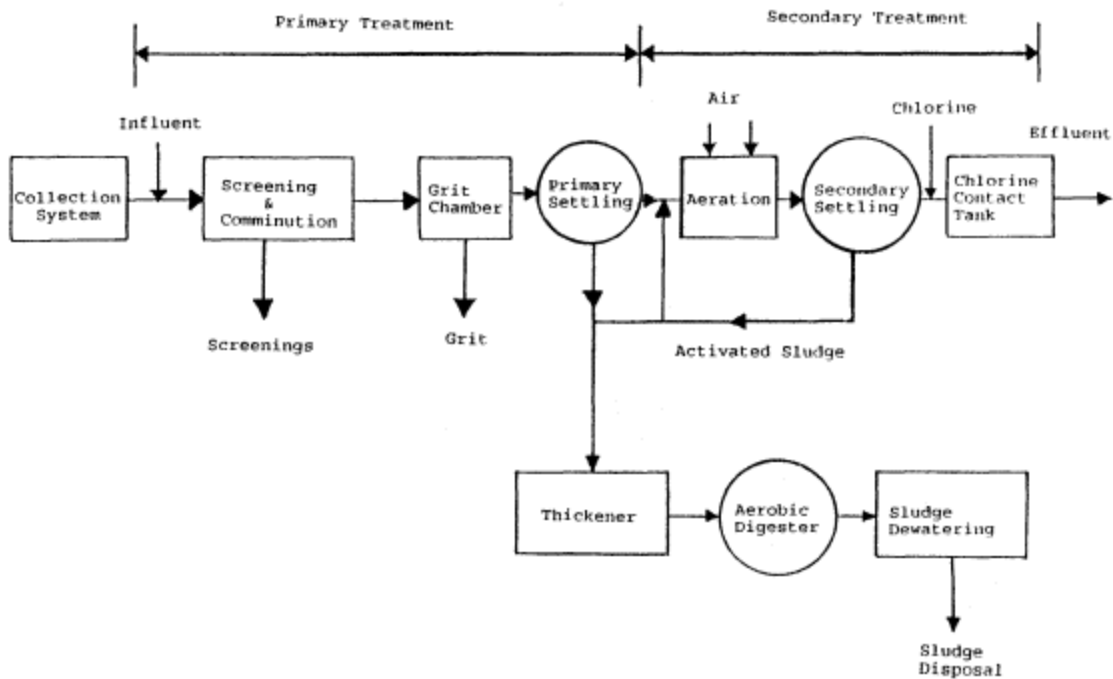 Primary Treatment
Secondary Treatment
Air
Chlorine
Influent
Effluent
Collection
System
Screening
&
Comminution
Grit
Chamber
Primary
Settling
Aeration
Secondary
Settling
Chlorine
Contact
Tank
Screenings
Grit
Activated Sludge
Thickener
Aerobic
Digester
Sludge
Dewatering
Sludge
Disposal